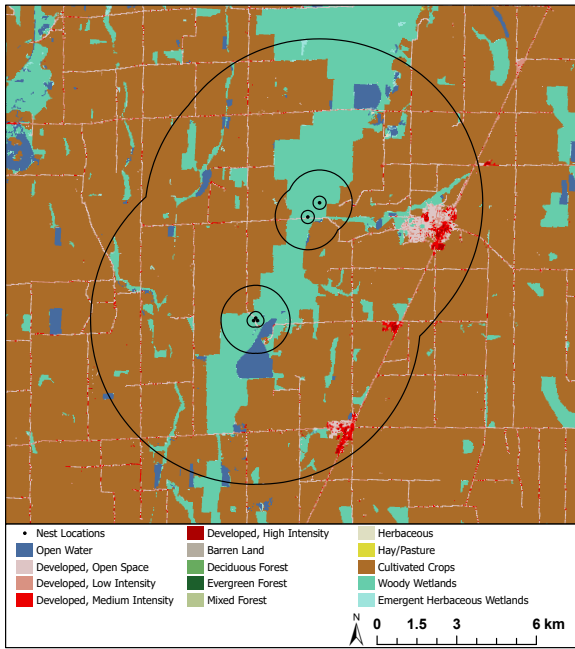 Nest Locations
Open Water
Developed, Open Space
Developed, Low Intensity
Developed, Medium Intensity
Developed, High Intensity
Barren Land
Deciduous Forest
Evergreen Forest
Mixed Forest
Herbaceous
Hay/Pasture
Cultivated Crops
Woody Wetlands
Emergent Herbaceous Wetlands
N
0 1.5 3 6 km